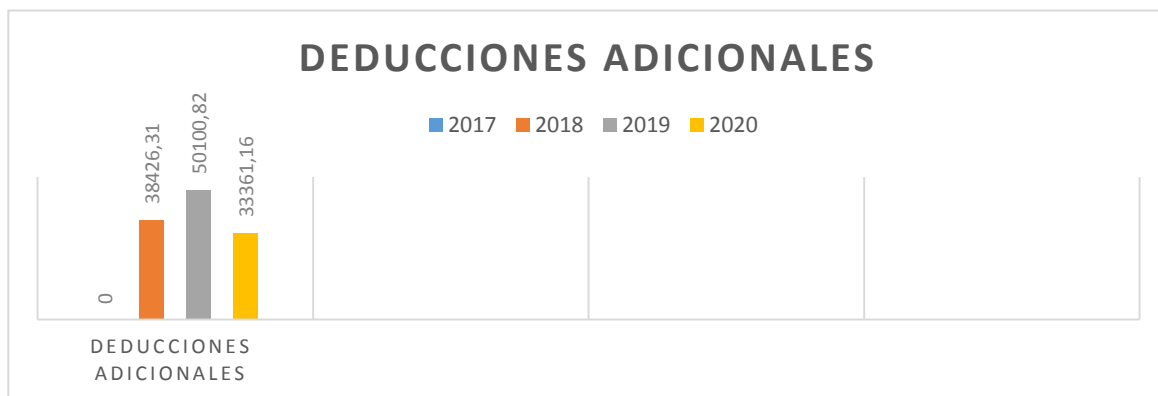 DEDUCCIONES ADICIONALES
2017 2018 2019 2020
0
38426,31
50100,82
33361,16
DEDUCCIONES
ADICIONALES